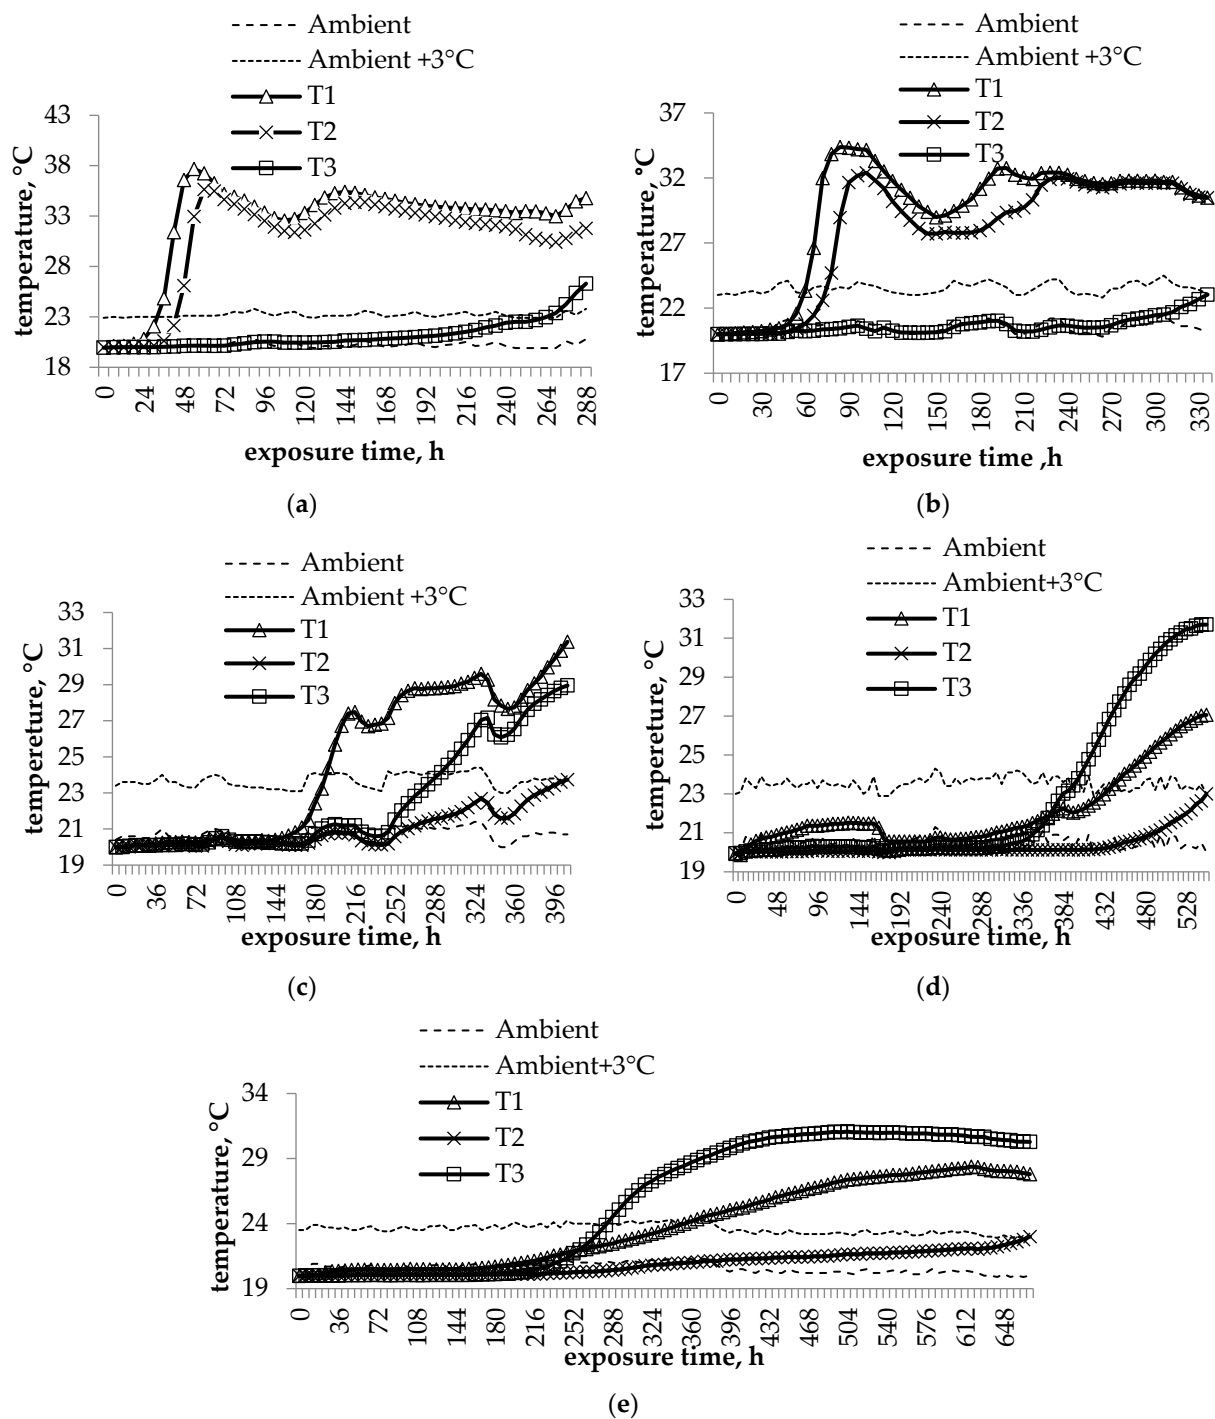 Ambient
Ambient +3°C
T1
T2
T3
43
38
33
28
23
18
temperature, °C
0 24 48 72 96 120 144 168 192 216 240 264 288
exposure time, h
(a)
Ambient
Ambient +3°C
T1
T2
T3
37
32
27
22
17
temperature, °C
0 30 60 90 120 150 180 210 240 270 300 330
exposure time ,h
(b)
Ambient
Ambient +3°C
T1
T2
T3
33
31
29
27
25
23
21
19
tempereture, °C
0 36 72 108 144 180 216 252 288 324 360 396
exposure time, h
(c)
Ambient
Ambient+3°C
T1
T2
T3
33
31
29
27
25
23
21
19
temperature, °C
0 48 96 144 192 240 288 336 384 432 480 528
exposure time, h
(d)
Ambient
Ambient+3°C
T1
T2
T3
34
29
24
19
temperature, °C
0 36 72 108 144 180 216 252 288 324 360 396 432 468 504 540 576 612 648
exposure time, h
(e)